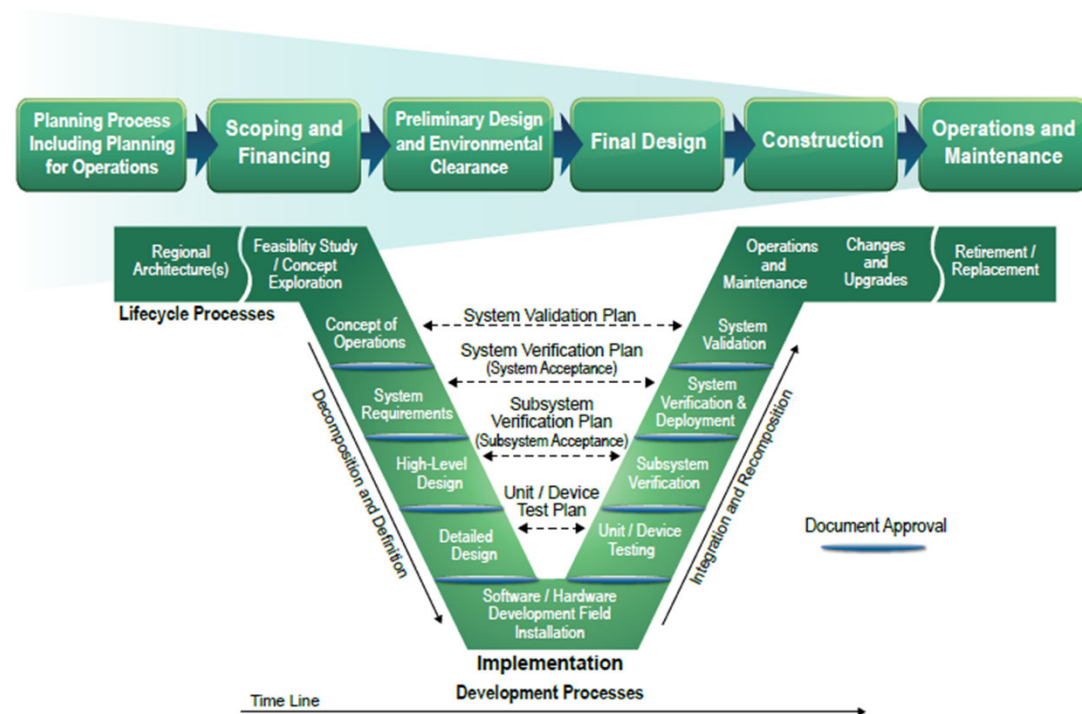 Planning Process
Including Planning
for Operations
Scoping and
Financing
Preliminary Design
and Environmental
Clearance
Final Design
Construction
Operations and
Maintenance
Regional
Architecture(s)
Feasiblity Study
/ Concept
Exploration
Operations
and
Maintenance
Changes
and
Upgrades
Retirement /
Replacement
Lifecycle Processes
Concept of
Operations
System Validation Plan
System
Validation
System Verification Plan
(System Acceptance)
System
Requirements
System
Verification &
Deployment
Subsystem
Verification Plan
(Subsystem Acceptance)
High-Level
Design
Subsystem
Verification
Unit / Device
Test Plan
Detailed
Design
Unit / Device
Testing
Decomposition and Definition
Integration and Recomposition
Document Approval
Software / Hardware
Development Field
Installation
Implementation
Development Processes
Time Line